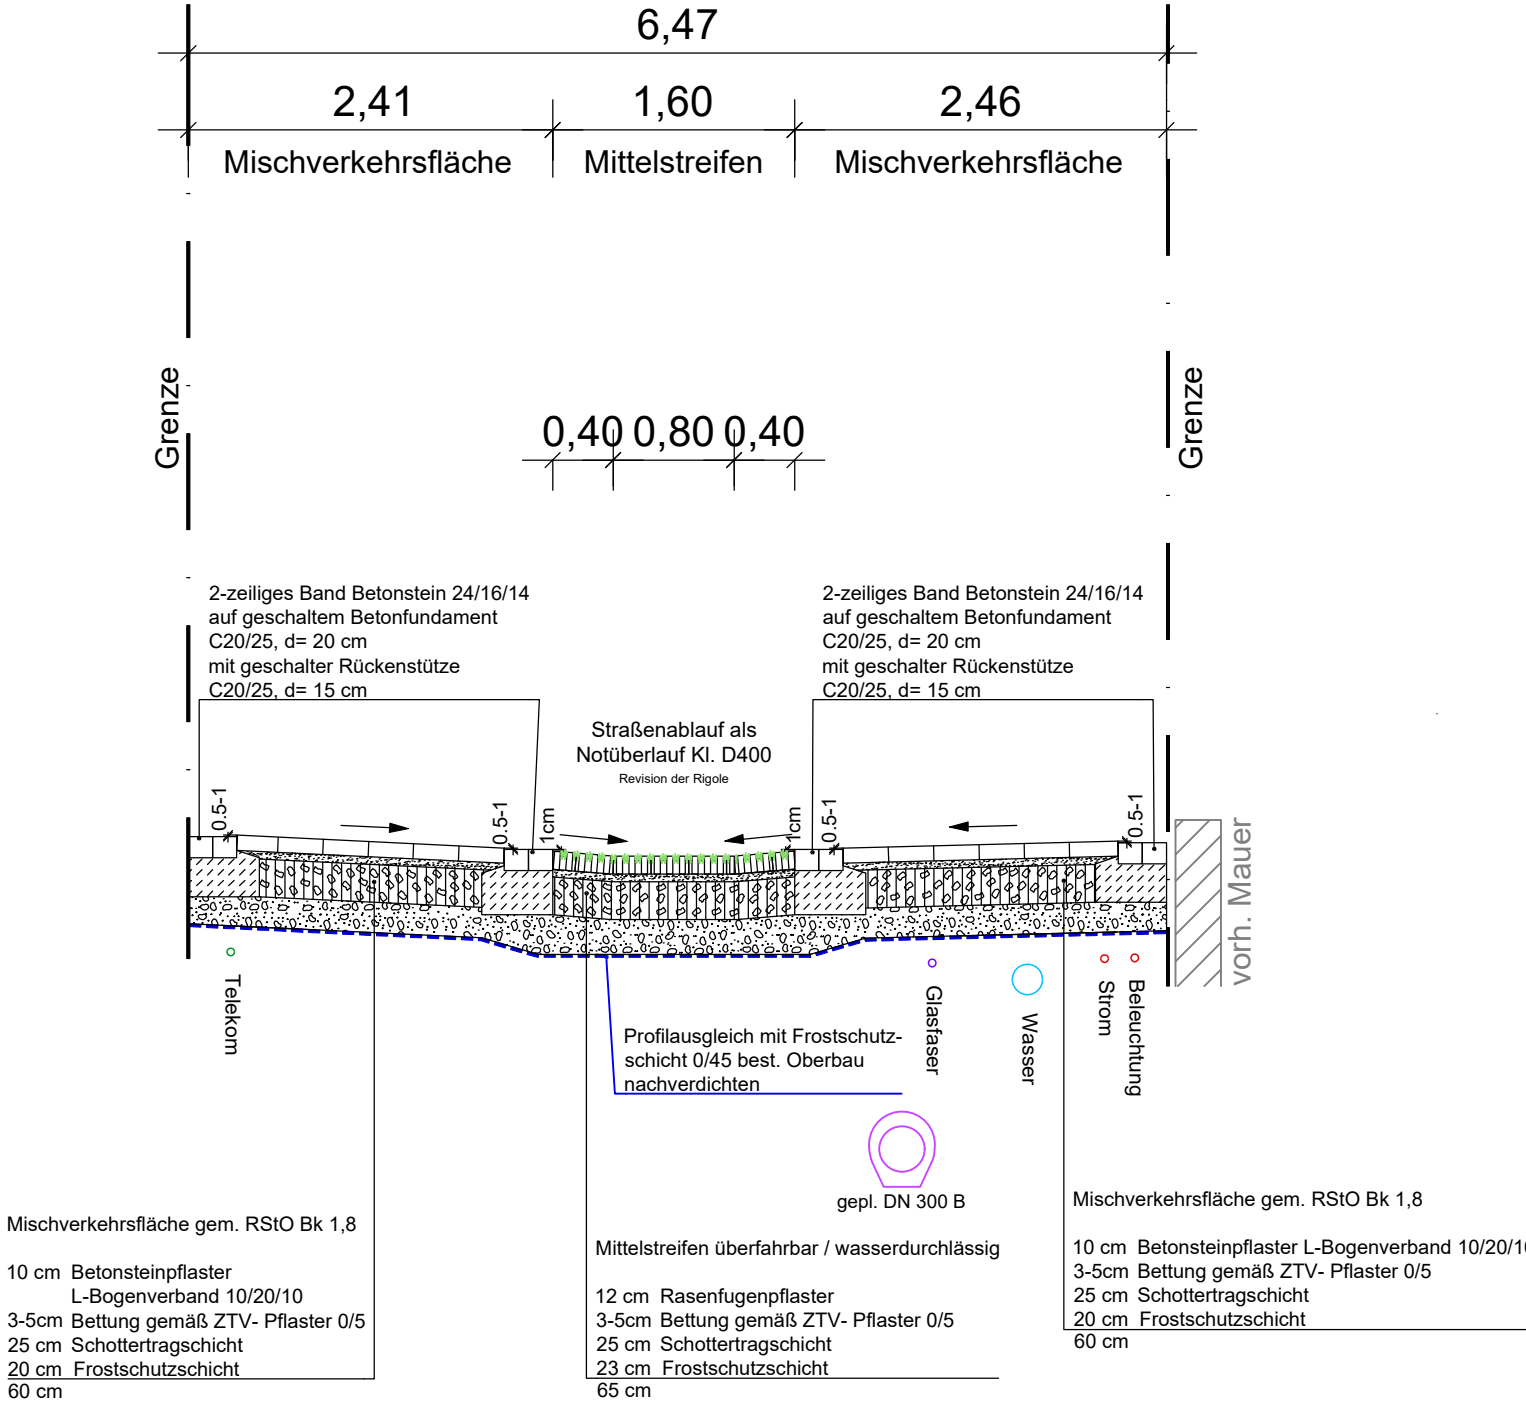 6,47
2,41
1,60
2,46
Mischverkehrsfläche
Mittelstreifen
Mischverkehrsfläche
Grenze
Grenze
0,40
0,80
0,40
2-zeiliges Band Betonstein 24/16/14
auf geschaltem Betonfundament
C20/25, d= 20 cm
mit geschalter Rückenstütze
C20/25, d= 15 cm
2-zeiliges Band Betonstein 24/16/14
auf geschaltem Betonfundament
C20/25, d= 20 cm
mit geschalter Rückenstütze
C20/25, d= 15 cm
Straßenablauf als
Notüberlauf Kl. D400
Revision der Rigole
0.5-1
0.5-1
1cm
1cm
0.5-1
0.5-1
vorh. Mauer
Telekom
Glasfaser
Wasser
Strom
Beleuchtung
Profilausgleich mit Frostschutz-
schicht 0/45 best. Oberbau
nachverdichten
gepl. DN 300 B
Mischverkehrsfläche gem. RStO Bk 1,8
10 cm Betonsteinpflaster
L-Bogenverband 10/20/10
3-5cm Bettung gemäß ZTV- Pflaster 0/5
25 cm Schottertragschicht
20 cm Frostschutzschicht
60 cm
Mittelstreifen überfahrbar / wasserdurchlässig
12 cm Rasenfugenpflaster
3-5cm Bettung gemäß ZTV- Pflaster 0/5
25 cm Schottertragschicht
23 cm Frostschutzschicht
65 cm
Mischverkehrsfläche gem. RStO Bk 1,8
10 cm Betonsteinpflaster L-Bogenverband 10/20/10
3-5cm Bettung gemäß ZTV- Pflaster 0/5
25 cm Schottertragschicht
20 cm Frostschutzschicht
60 cm